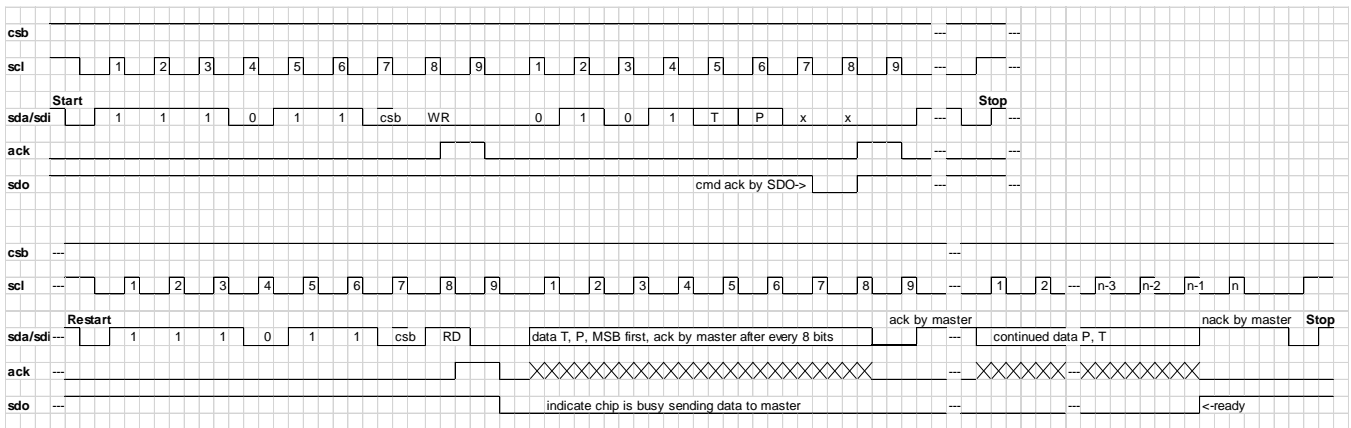 csb --- ---
scl 1 2 3 4 5 6 7 8 9 1 2 3 4 5 6 7 8 9 --- ---
Start Stop
sda/sdi 1 1 1 0 1 1 csb WR 0 1 0 1 T P x x --- ---
ack --- ---
sdo cmd ack by SDO-> --- ---
csb --- ---
scl --- 1 2 3 4 5 6 7 8 9 1 2 3 4 5 6 7 8 9 --- 1 2 --- n-3 n-2 n-1 n
Restart ack by master nack by master Stop
sda/sdi --- 1 1 1 0 1 1 csb RD data T, P, MSB first, ack by master after every 8 bits --- continued data P, T
ack --- --- ---
sdo --- indicate chip is busy sending data to master --- --- <-ready